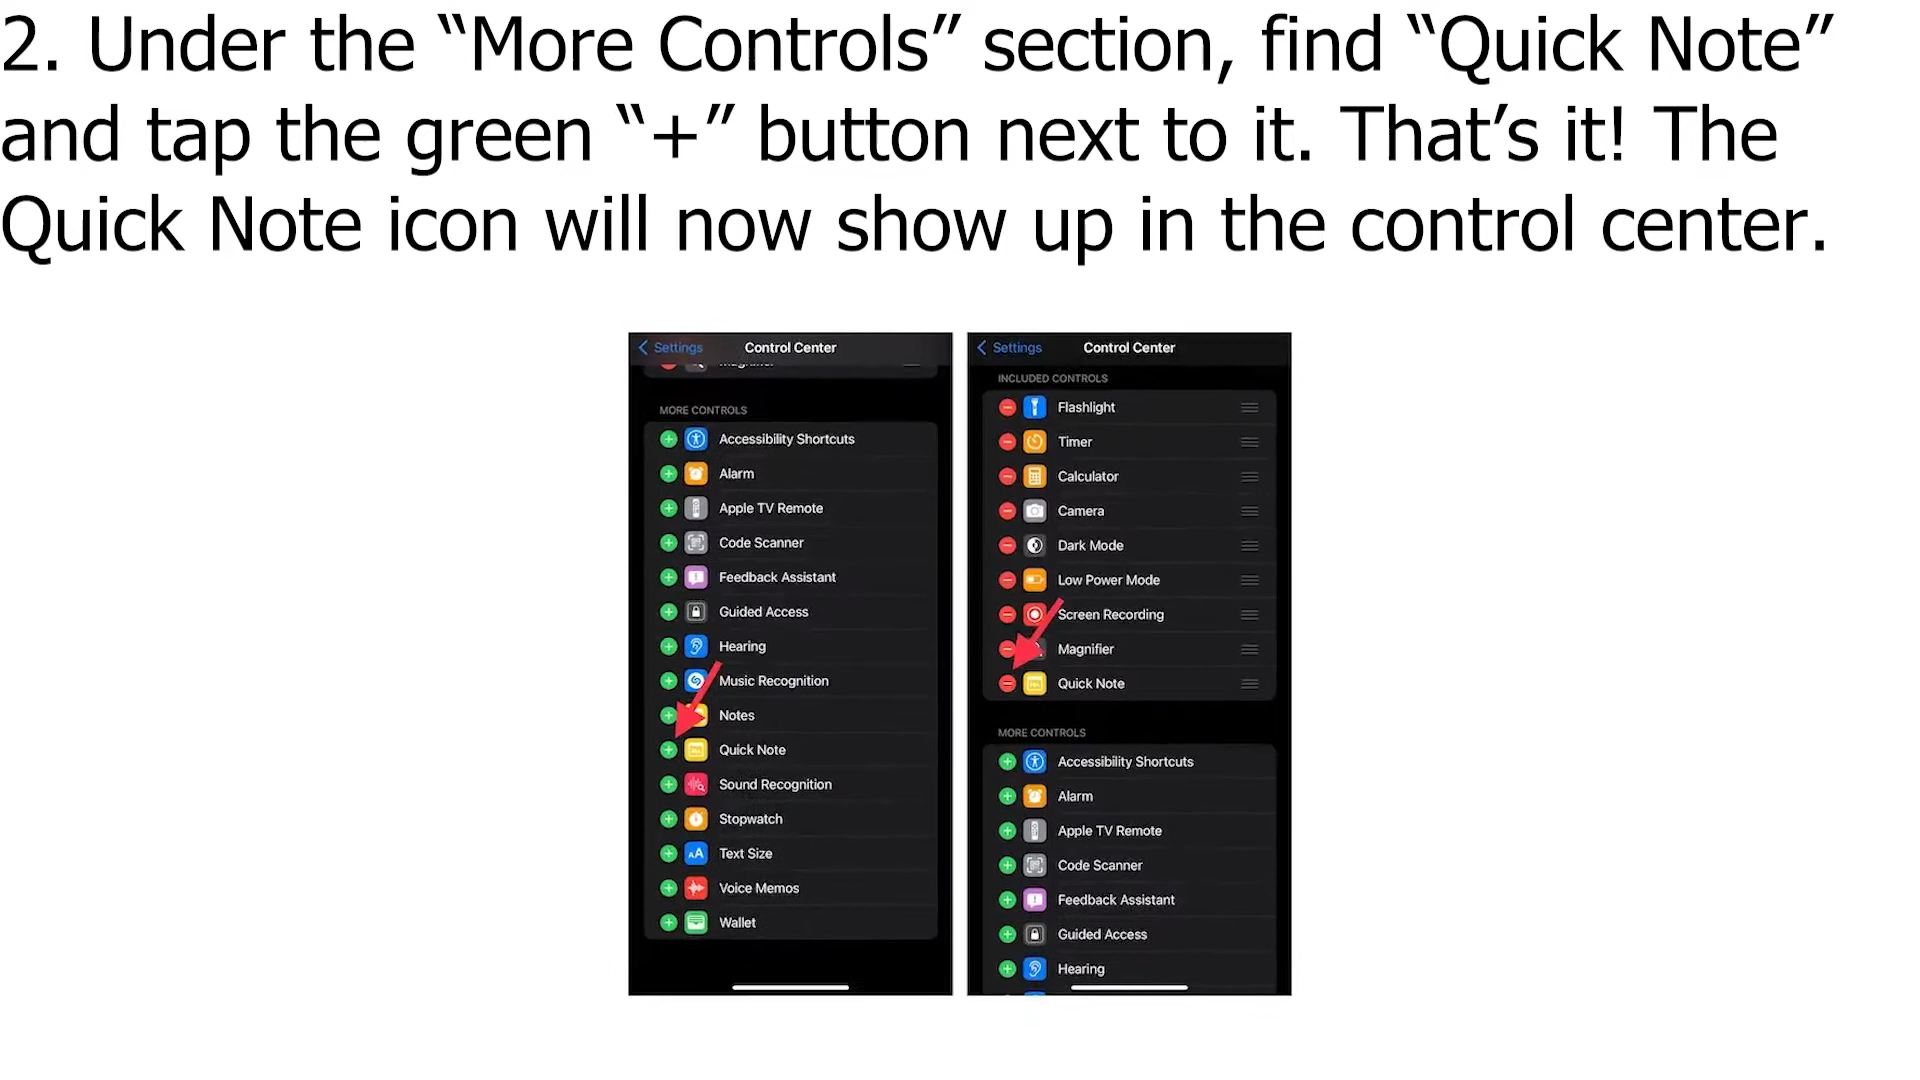 2. Under the “More Controls” section, find “Quick Note”
and tap the green “+” button next to it. That’s it! The
Quick Note icon will now show up in the control center.
Settings
Control Center
MORE CONTROLS
Accessibility Shortcuts
Alarm
Apple TV Remote
Code Scanner
Feedback Assistant
Guided Access
Hearing
Music Recognition
Notes
Quick Note
Sound Recognition
Stopwatch
Text Size
Voice Memos
Wallet
Settings
Control Center
INCLUDED CONTROLS
Flashlight
Timer
Calculator
Camera
Dark Mode
Low Power Mode
Screen Recording
Magnifier
Quick Note
MORE CONTROLS
Accessibility Shortcuts
Alarm
Apple TV Remote
Code Scanner
Feedback Assistant
Guided Access
Hearing